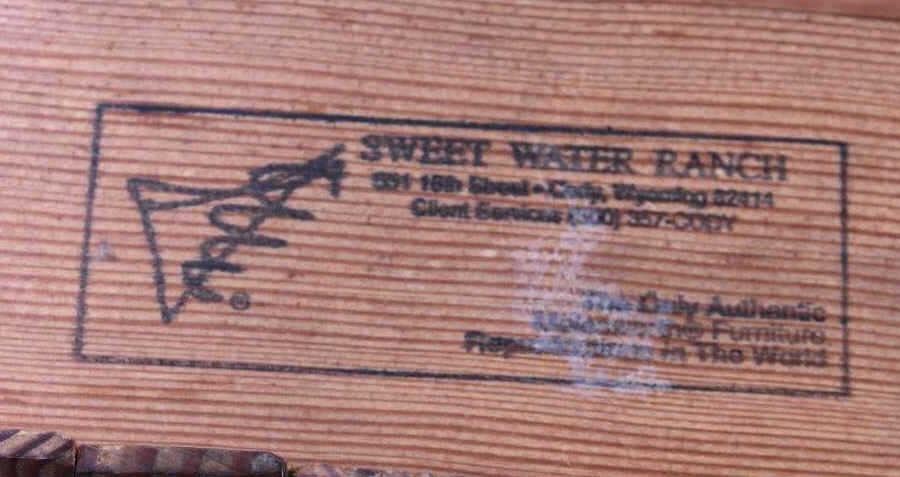 SWEET WATER RANCH
16th Street • Cody, Wyoming 82414
Client Services (800) 357-CODY
®
The Only Authentic
Furniture
In The World